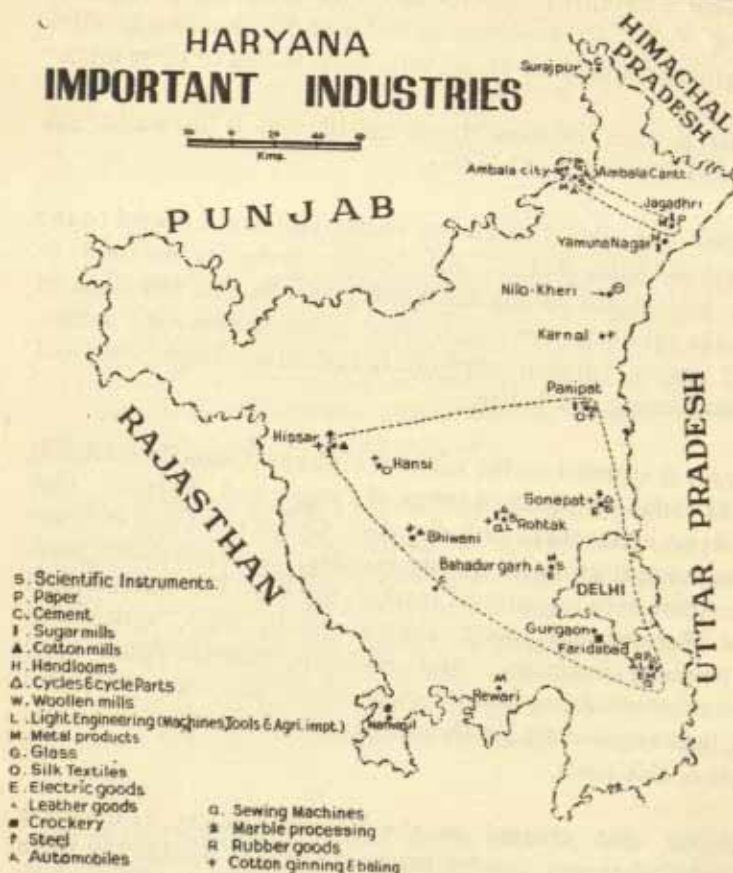 HARYANA
IMPORTANT INDUSTRIES
Kms.
HIMACHAL
PRADESH
Surajpur
C
Ambala city
Ambala Cantt.
PUNJAB
Jagadhri
P
YamunaNagar
Nilo-Kheri
Karnal
Panipat
Hissar
Hansi
RAJASTHAN
UTTAR PRADESH
Sonepat
Rohtak
Bhiwani
Bahadurgarh
DELHI
Gurgaon
Faridabad
Rewari
S. Scientific Instruments.
P. Paper
C. Cement
Sugar mills
Cotton mills
H. Handlooms
Cycles & cycle Parts
W. Woollen mills
L. Light Engineering (Machines, Tools & Agri. impt.)
M. Metal products
G. Glass
O. Silk Textiles
E. Electric goods
Leather goods
Crockery
Steel
Automobiles
Sewing Machines
Marble processing
R Rubber goods
+ Cotton ginning & baling